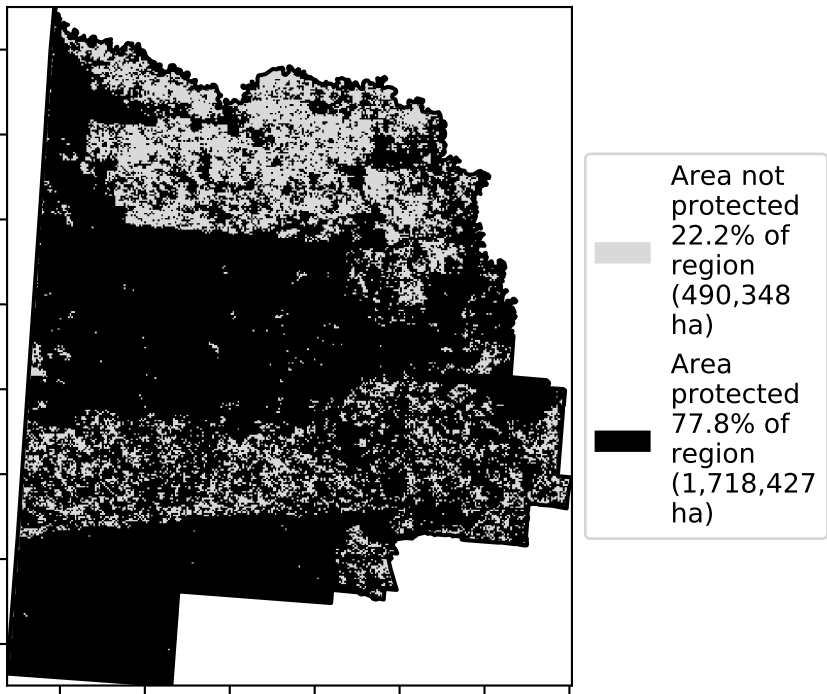 Area not
protected
22.2% of
region
(490,348
ha)
Area
protected
77.8% of
region
(1,718,427
ha)